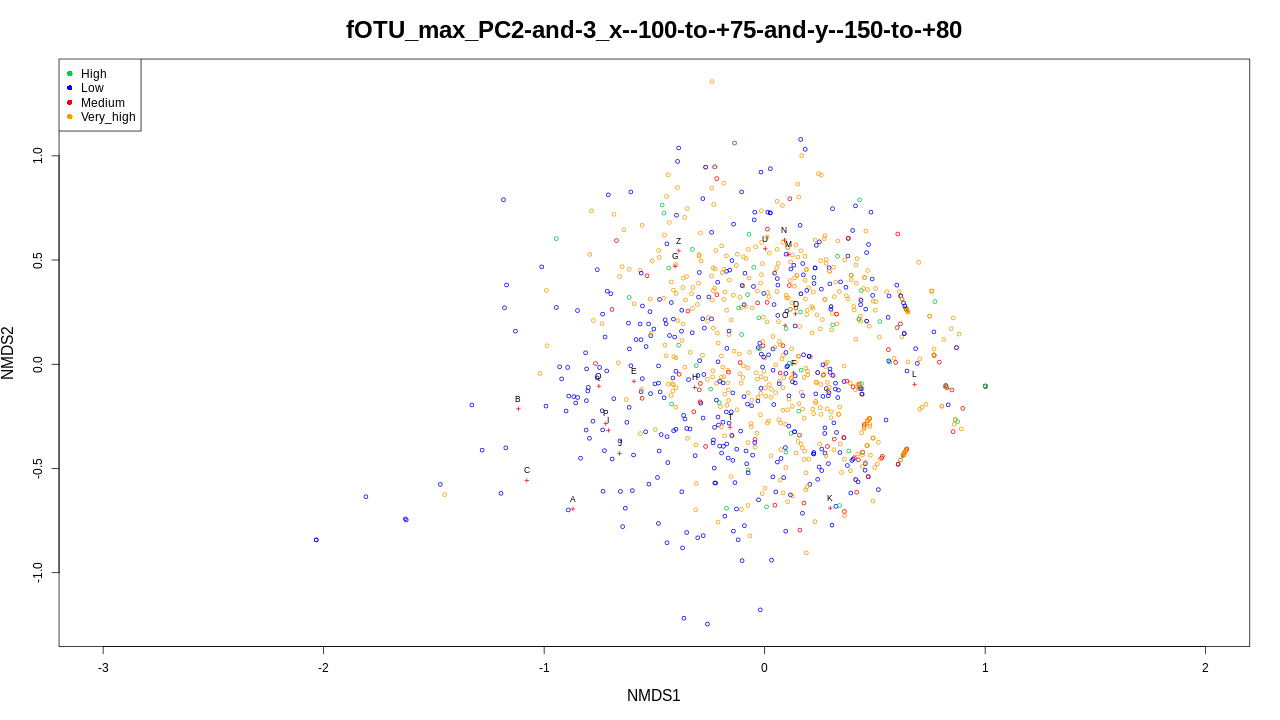 fOTU_max_PC2-and-3_x--100-to-+75-and-y--150-to-+80
High
Low
Medium
Very_high
NMDS2
1.0
0.5
0.0
-0.5
-1.0
Z
G
U
N
M
D
O
F
E
H
Q
B
P
T
J
L
C
A
K
-3
-2
-1
0
1
2
NMDS1